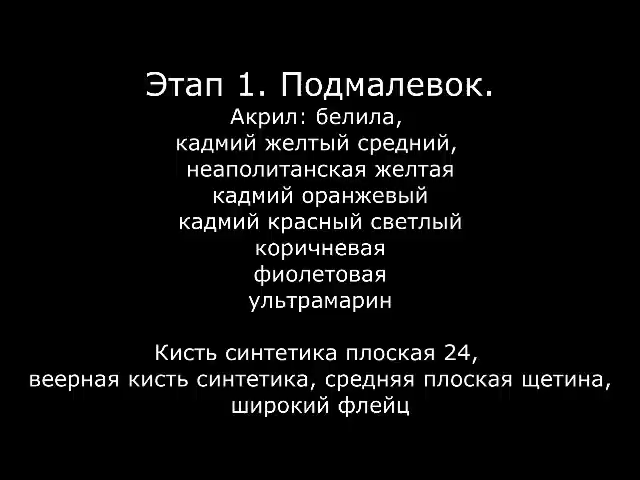 Этап 1. Подмалевок.
Акрил: белила,
кадмий желтый средний,
неаполитанская желтая
кадмий оранжевый
кадмий красный светлый
коричневая
фиолетовая
ультрамарин
Кисть синтетика плоская 24,
веерная кисть синтетика, средняя плоская щетина,
широкий флейц